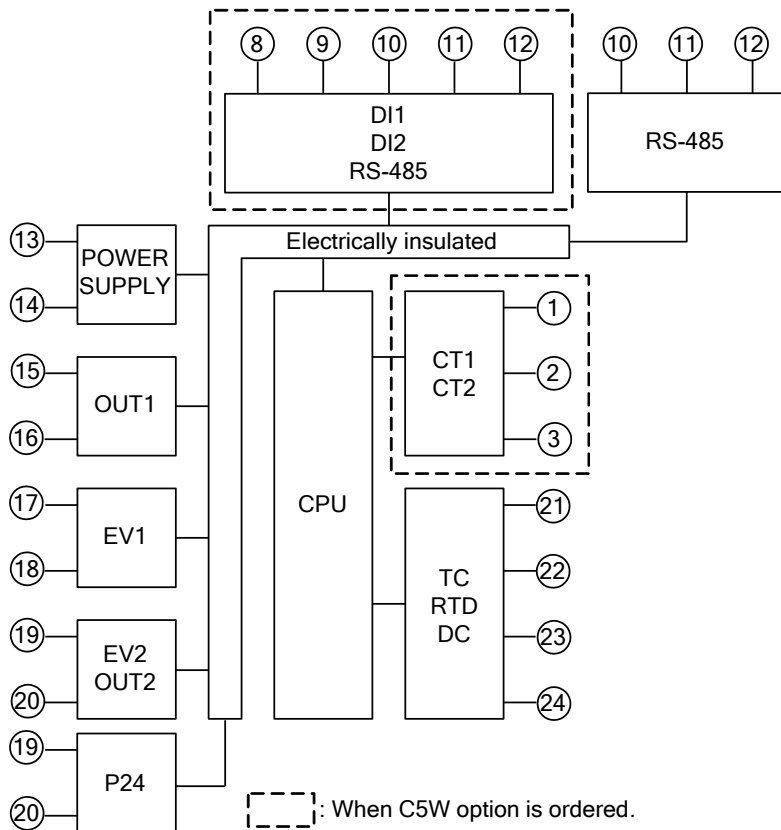 8 9 10 11 12
10 11 12
DI1
DI2
RS-485
RS-485
Electrically insulated
13
14
POWER
SUPPLY
15
16
OUT1
17
18
EV1
19
20
EV2
OUT2
19
20
P24
CPU
CT1
CT2
1
2
3
TC
RTD
DC
21
22
23
24
: When C5W option is ordered.